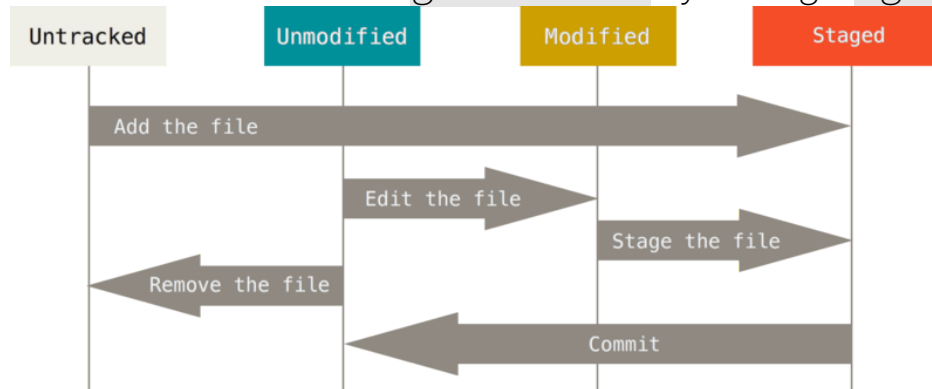 Untracked
Unmodified
Modified
Staged
Add the file
Edit the file
Stage the file
Remove the file
Commit